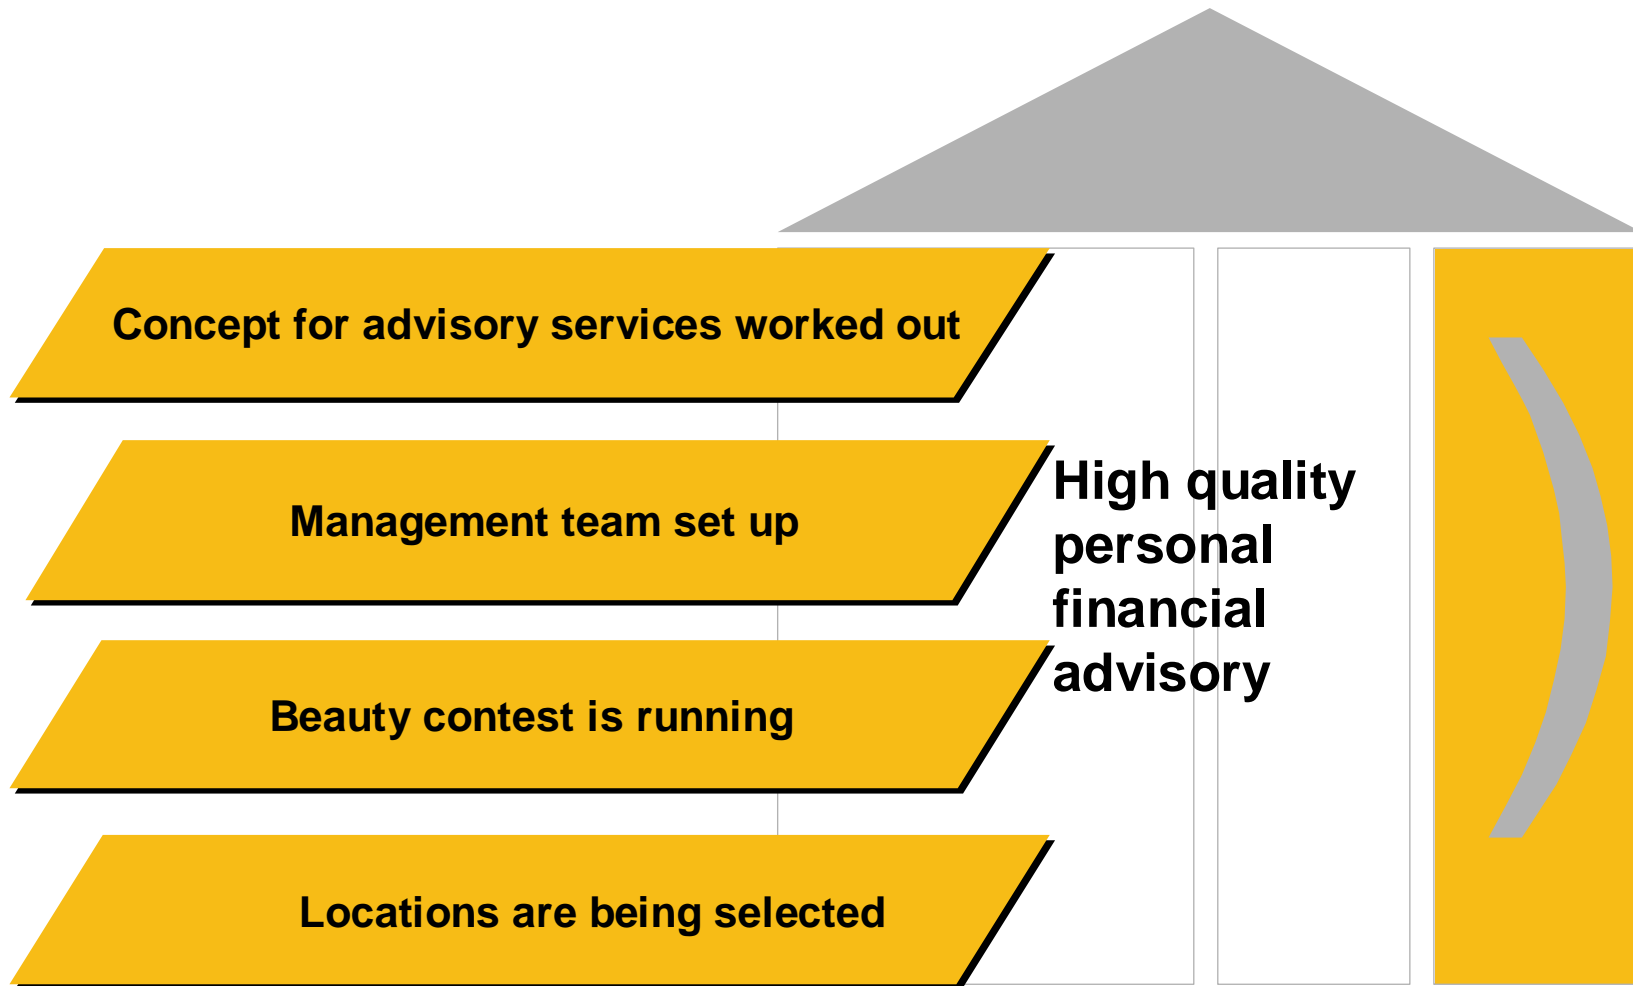 Concept for advisory services worked out
Management team set up
High quality
personal
financial
advisory
Beauty contest is running
Locations are being selected